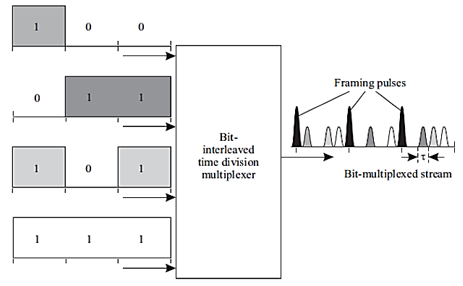 1 0 0
0 1 1
1 0 1
1 1 1
Bit-
interleaved
time division
multiplexer
Framing pulses
τ
Bit-multiplexed stream